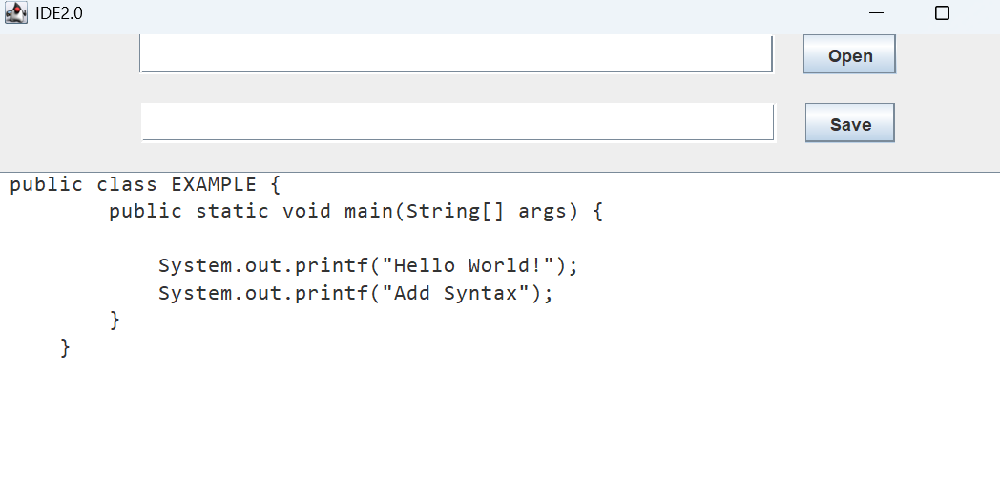 IDE2.0
Open
Save
public class EXAMPLE {
        public static void main(String[] args) {
            System.out.printf("Hello World!");
            System.out.printf("Add Syntax");
        }
    }